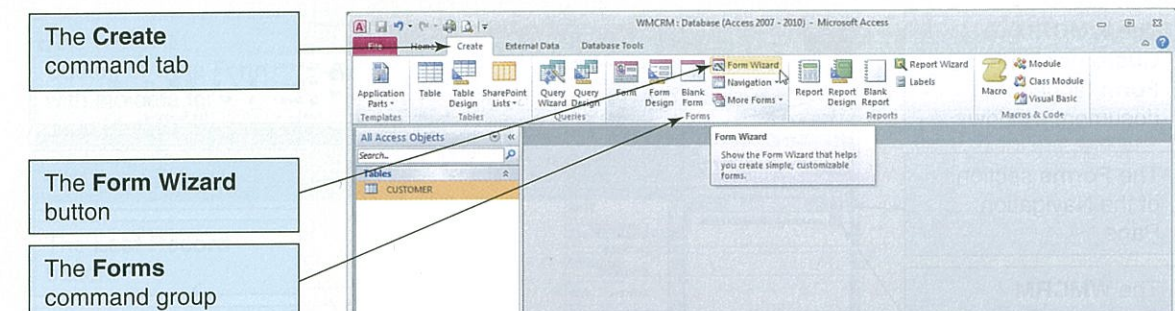 The Create
command tab
The Form Wizard
button
The Forms
command group
WMCRM : Database (Access 2007 - 2010) - Microsoft Access
File Home Create External Data Database Tools
Application Parts
Table
Table Design
SharePoint Lists
Query Wizard
Query Design
Form
Form Design
Blank Form
Form Wizard
Navigation
More Forms
Report
Report Design
Blank Report
Report Wizard
Labels
Macro
Module
Class Module
Visual Basic
Templates Tables Queries Forms Reports Macros & Code
All Access Objects
Search...
Tables
CUSTOMER
Form Wizard
Show the Form Wizard that helps
you create simple, customizable
forms.